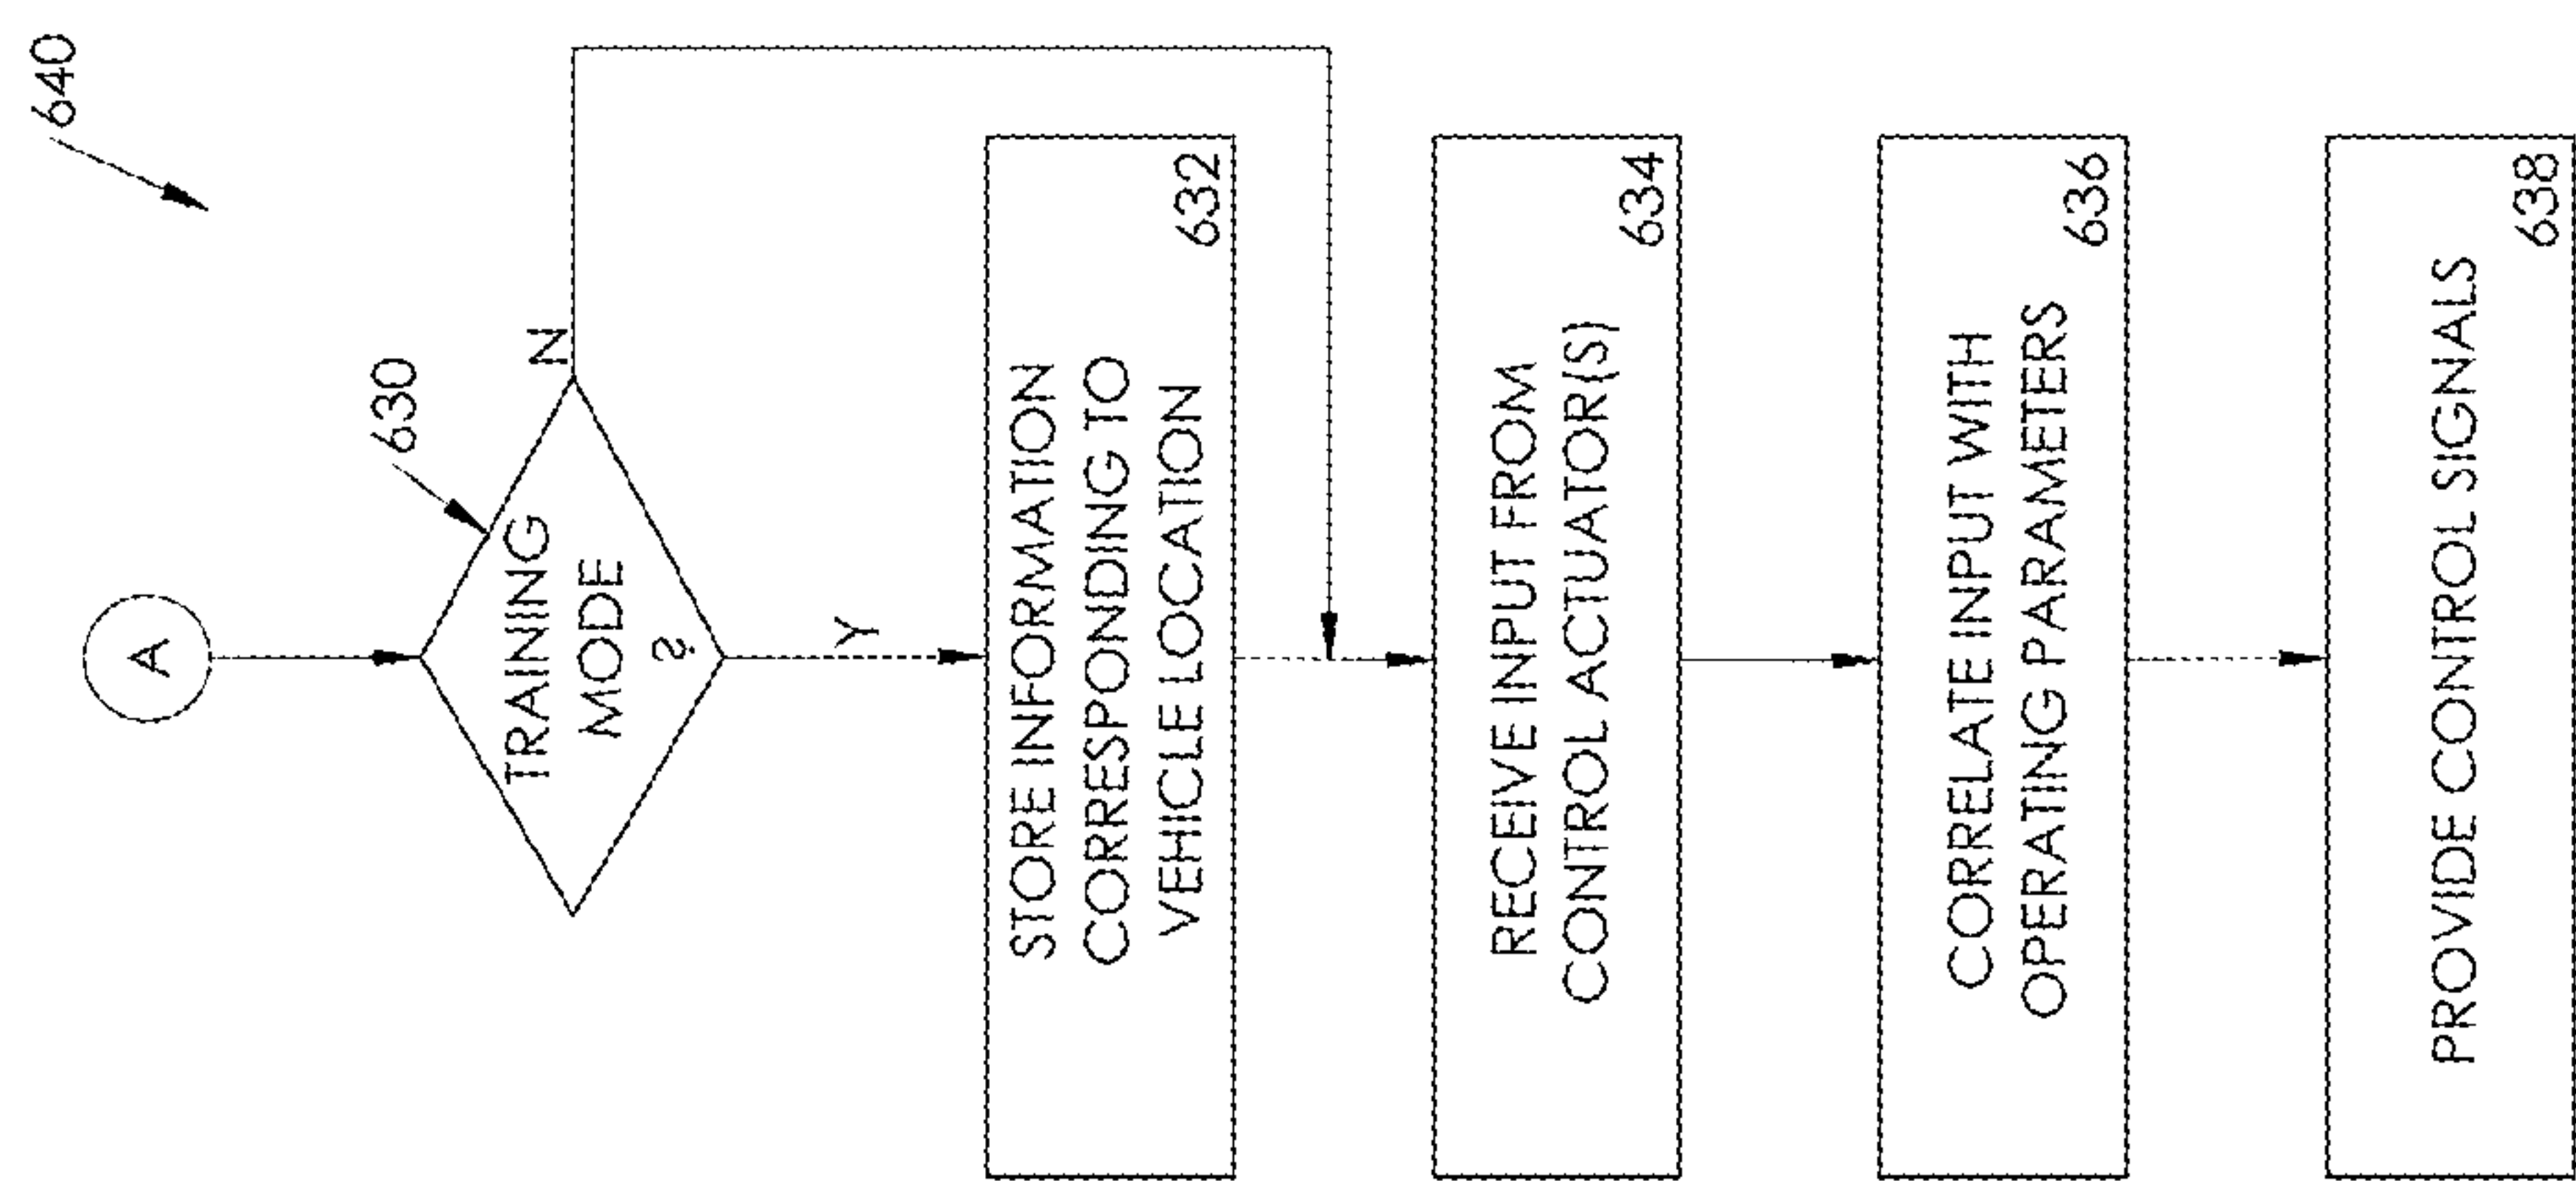 640
A
630
TRAINING
MODE
?
N
Y
STORE INFORMATION
CORRESPONDING TO
VEHICLE LOCATION
632
RECEIVE INPUT FROM
CONTROL ACTUATOR(S)
634
CORRELATE INPUT WITH
OPERATING PARAMETERS
636
PROVIDE CONTROL SIGNALS
638